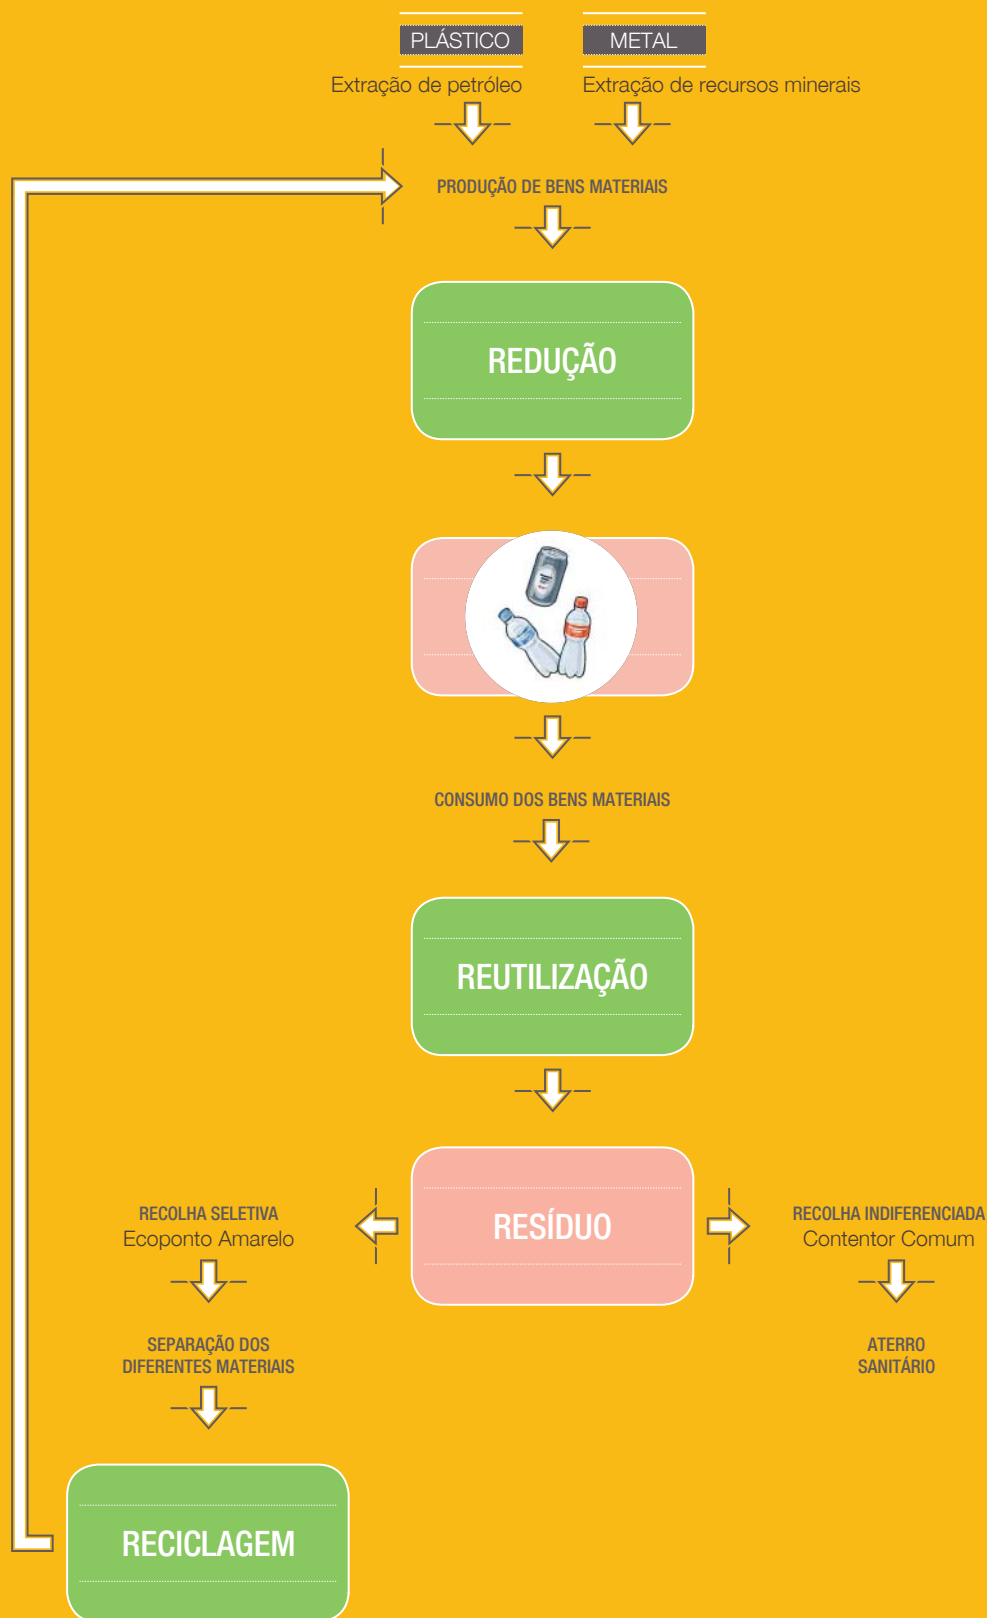 PLÁSTICO
METAL
Extração de petróleo
Extração de recursos minerais
PRODUÇÃO DE BENS MATERIAIS
REDUÇÃO
CONSUMO DOS BENS MATERIAIS
REUTILIZAÇÃO
RESÍDUO
RECOLHA SELETIVA
Ecoponto Amarelo
RECOLHA INDIFERENCIADA
Contentor Comum
SEPARAÇÃO DOS
DIFERENTES MATERIAIS
ATERRO
SANITÁRIO
RECICLAGEM